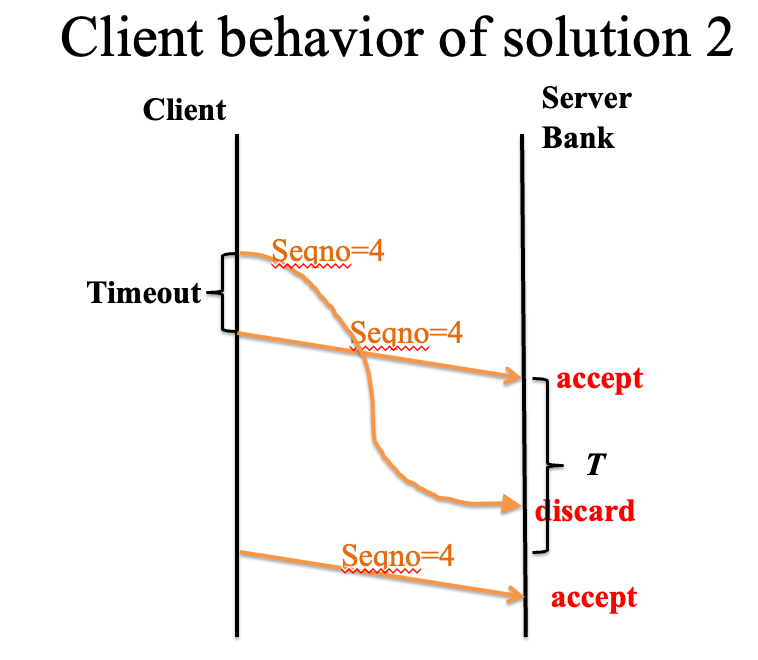 Client behavior of solution 2
Client
Server
Bank
Seqno=4
Timeout
Seqno=4
accept
T
discard
Seqno=4
accept